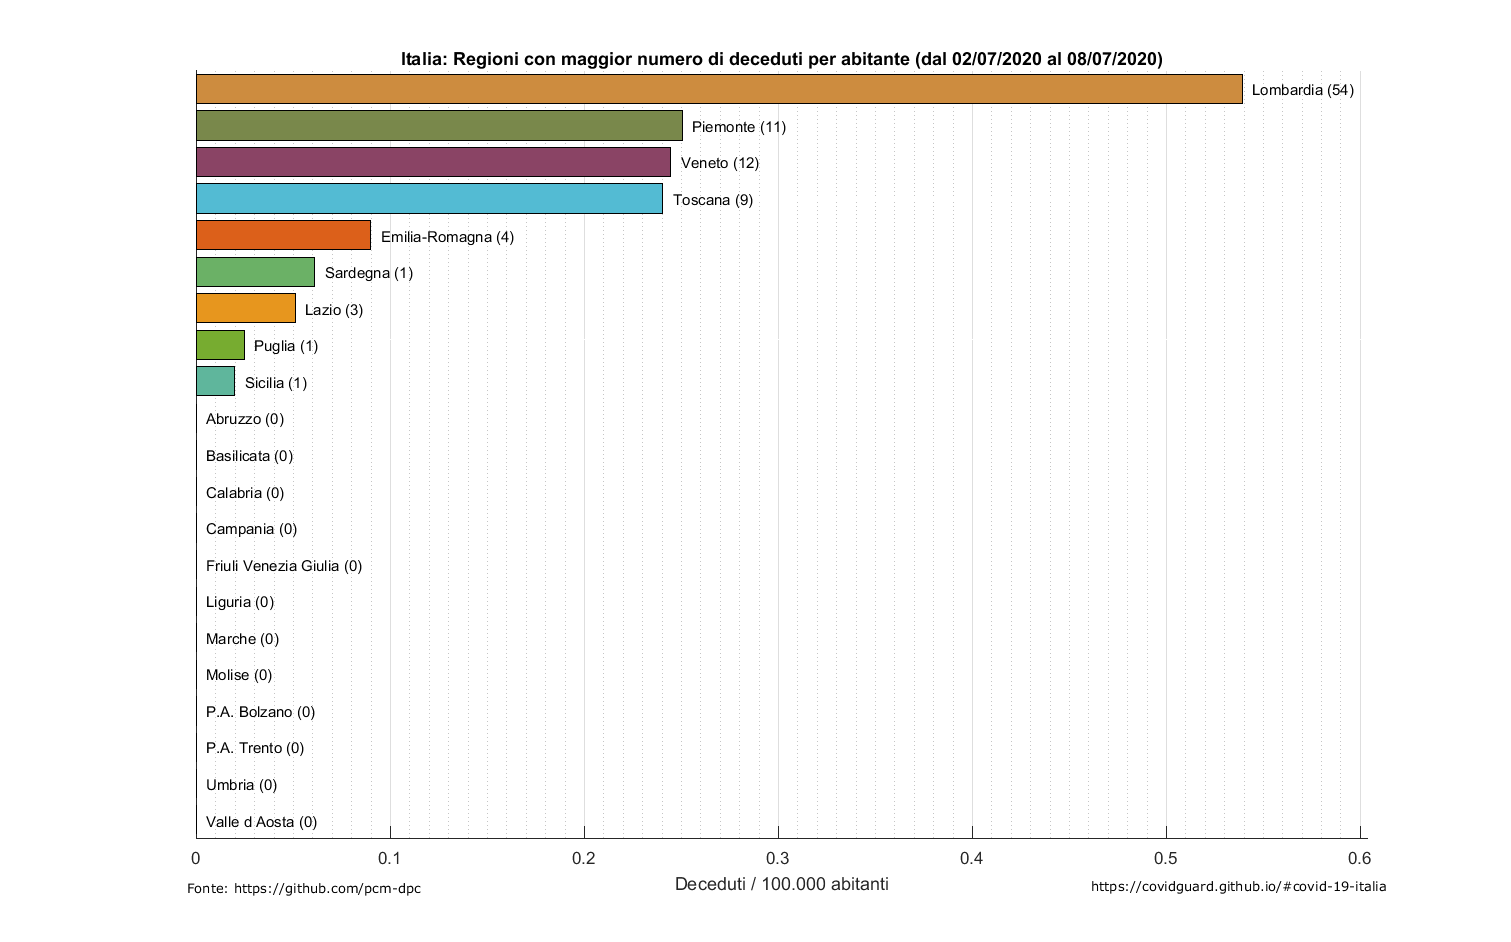 Italia: Regioni con maggior numero di deceduti per abitante (dal 02/07/2020 al 08/07/2020)
Lombardia (54)
Piemonte (11)
Veneto (12)
Toscana (9)
Emilia-Romagna (4)
Sardegna (1)
Lazio (3)
Puglia (1)
Sicilia (1)
Abruzzo (0)
Basilicata (0)
Calabria (0)
Campania (0)
Friuli Venezia Giulia (0)
Liguria (0)
Marche (0)
Molise (0)
P.A. Bolzano (0)
P.A. Trento (0)
Umbria (0)
Valle d Aosta (0)
0 0.1 0.2 0.3 0.4 0.5 0.6
Deceduti / 100.000 abitanti
Fonte: https://github.com/pcm-dpc
https://covidguard.github.io/#covid-19-italia